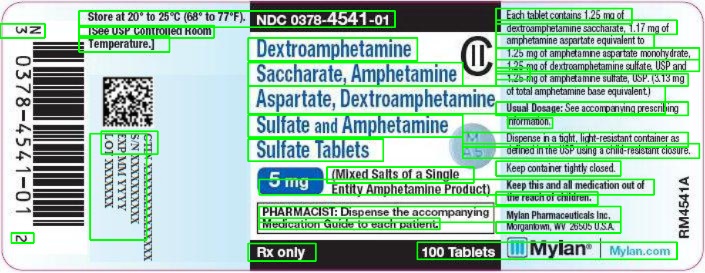 N
3
0378-4541-01
2
Store at 20° to 25°C (68° to 77°F).
[See USP Controlled Room
Temperature.]
GTIN XXXXXXXXXXXXXX
S/N XXXXXXXXXXXX
EXP MM YYYY
LOT XXXXXX
NDC 0378-4541-01
Dextroamphetamine
Saccharate, Amphetamine
Aspartate, Dextroamphetamine
Sulfate and Amphetamine
Sulfate Tablets
CII
M
A 5
5 mg
(Mixed Salts of a Single
Entity Amphetamine Product)
PHARMACIST: Dispense the accompanying
Medication Guide to each patient.
Rx only
100 Tablets
Each tablet contains 1.25 mg of
dextroamphetamine saccharate, 1.17 mg of
amphetamine aspartate equivalent to
1.25 mg of amphetamine aspartate monohydrate,
1.25 mg of dextroamphetamine sulfate, USP and
1.25 mg of amphetamine sulfate, USP. (3.13 mg
of total amphetamine base equivalent.)
Usual Dosage: See accompanying prescribing
information.
Dispense in a tight, light-resistant container as
defined in the USP using a child-resistant closure.
Keep container tightly closed.
Keep this and all medication out of
the reach of children.
Mylan Pharmaceuticals Inc.
Morgantown, WV 26505 U.S.A.
Mylan®
Mylan.com
RM4541A